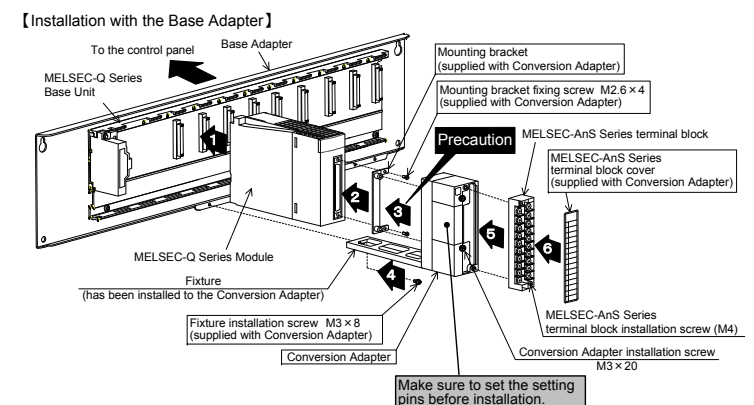 【Installation with the Base Adapter】
To the control panel
Base Adapter
MELSEC-Q Series
Base Unit
Mounting bracket
(supplied with Conversion Adapter)
Mounting bracket fixing screw M2.6×4
(supplied with Conversion Adapter)
Precaution
MELSEC-AnS Series terminal block
MELSEC-AnS Series
terminal block cover
(supplied with Conversion Adapter)
1
2
3
4
5
6
MELSEC-Q Series Module
Fixture
(has been installed to the Conversion Adapter)
Fixture installation screw M3×8
(supplied with Conversion Adapter)
Conversion Adapter
MELSEC-AnS Series
terminal block installation screw (M4)
Conversion Adapter installation screw
M3×20
Make sure to set the setting
pins before installation.